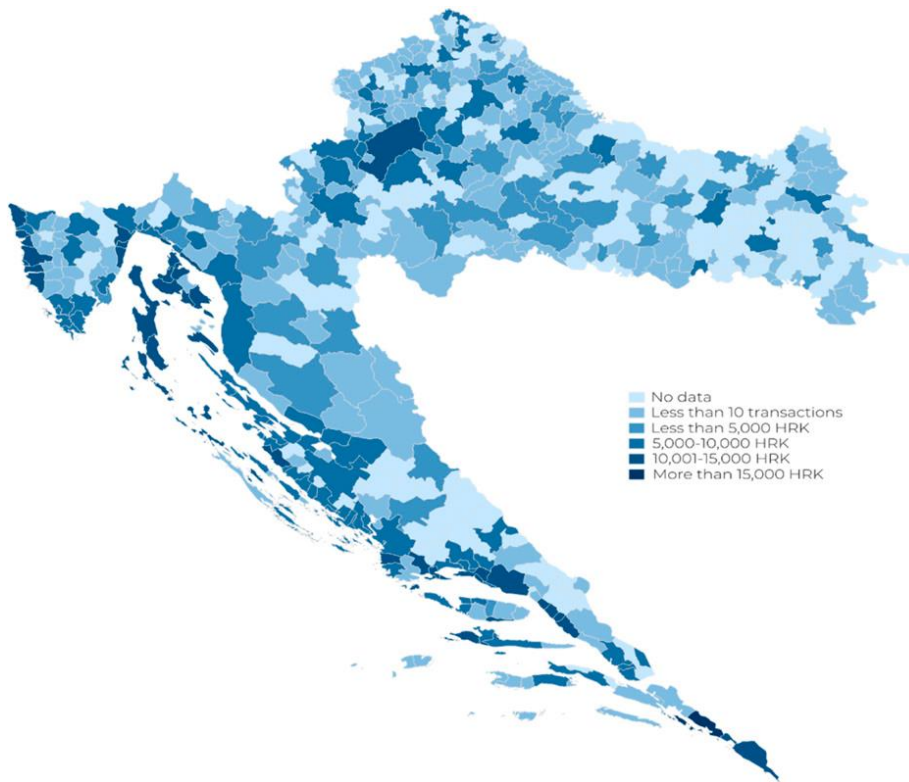 No data
Less than 10 transactions
Less than 5,000 HRK
5,000-10,000 HRK
10,001-15,000 HRK
More than 15,000 HRK